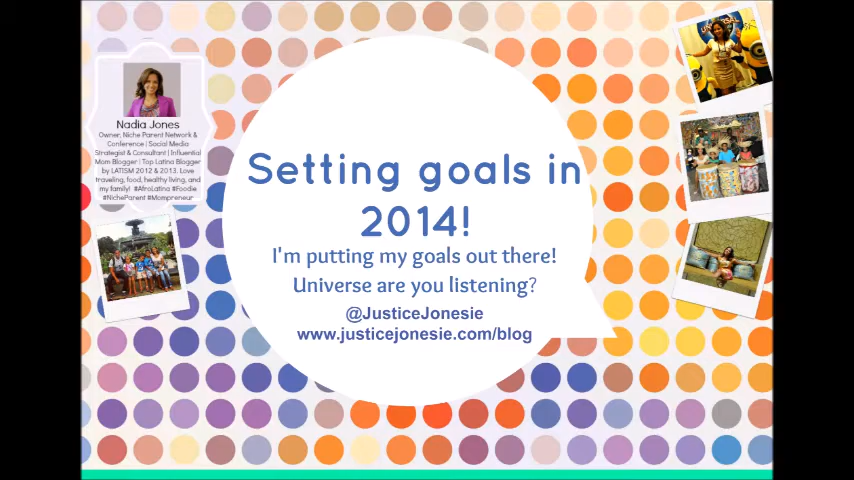 Nadia Jones
Owner, Niche Parent Network &
Conference | Social Media
Strategist & Consultant | Influential
Mom Blogger | Top Latina Blogger
by LATISM 2012 & 2013. Love
traveling, food, healthy living, and
my family! #AfroLatina #Foodie
#NicheParent #Mompreneur
Setting goals in
2014!
I'm putting my goals out there!
Universe are you listening?
@JusticeJonesie
www.justicejonesie.com/blog